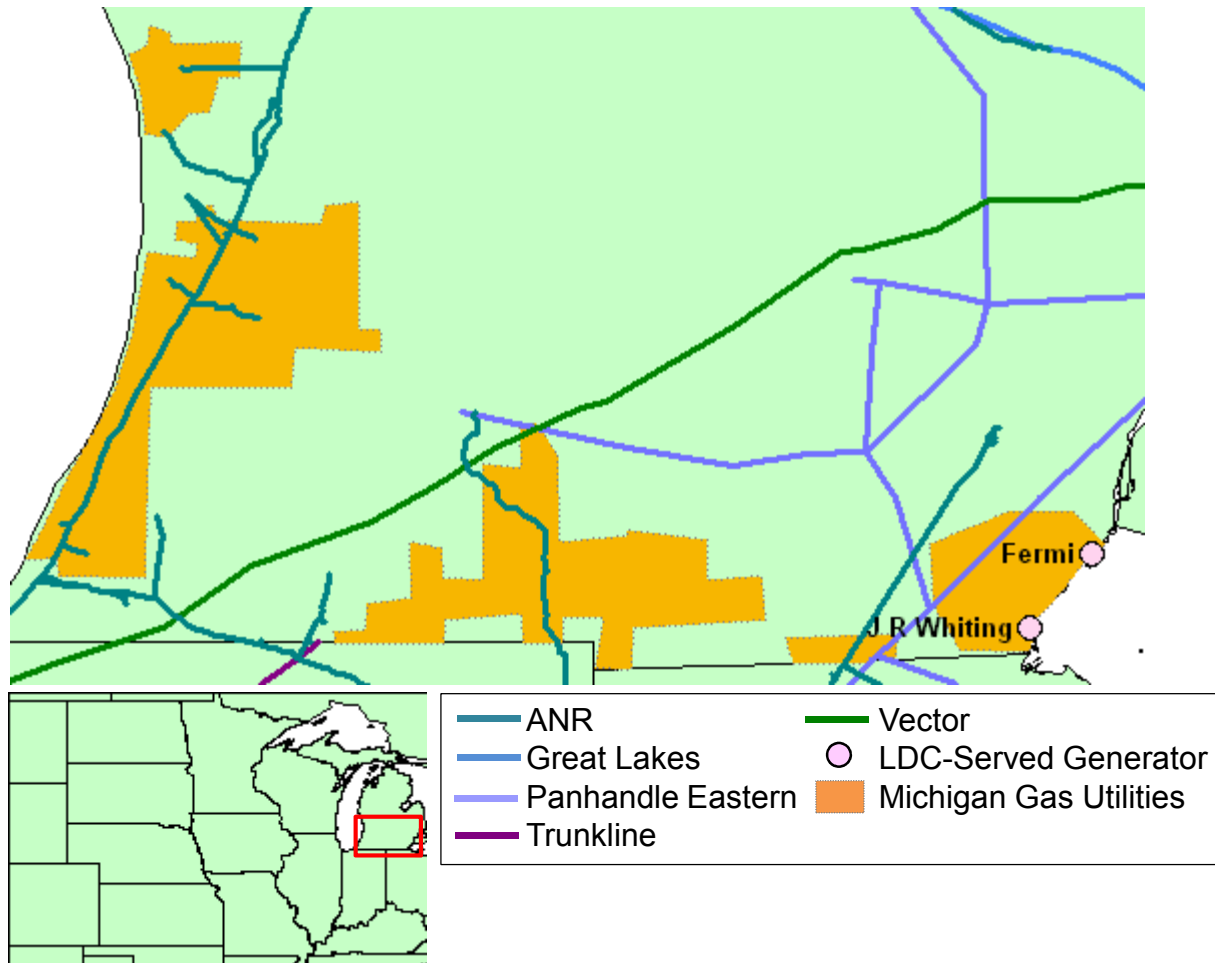 Fermi
J R Whiting
ANR
Great Lakes
Panhandle Eastern
Trunkline
Vector
LDC-Served Generator
Michigan Gas Utilities